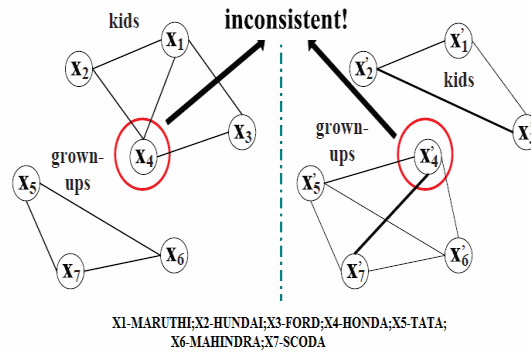 inconsistent!
kids
x1
x2
x3
x4
grown-
ups
x5
x6
x7
x'1
x'2
kids
x'3
grown-
ups
x'4
x'5
x'6
x'7
X1-MARUTHI;X2-HUNDAI;X3-FORD;X4-HONDA;X5-TATA;
X6-MAHINDRA;X7-SCODA